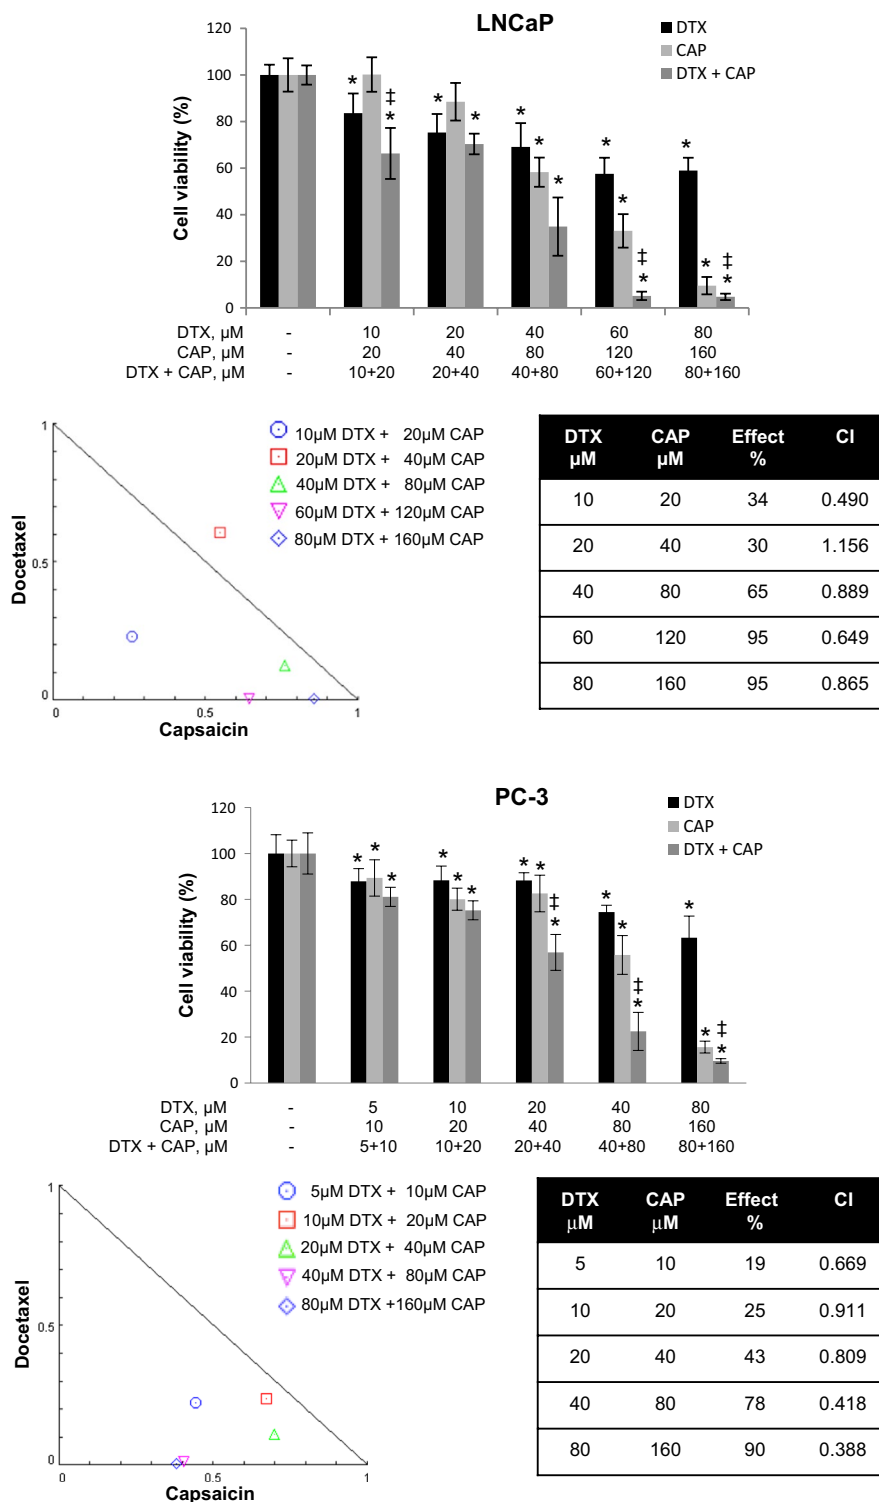 LNCaP
DTX
CAP
DTX + CAP
Cell viability (%)
120
100
80
60
40
20
0
* ‡ * * * * * * * * ‡ * * * ‡ *
DTX, µM - 10 20 40 60 80
CAP, µM - 20 40 80 120 160
DTX + CAP, µM - 10+20 20+40 40+80 60+120 80+160
Docetaxel
1
0.5
0
0 0.5 1
Capsaicin
10µM DTX + 20µM CAP
20µM DTX + 40µM CAP
40µM DTX + 80µM CAP
60µM DTX + 120µM CAP
80µM DTX + 160µM CAP
DTX CAP Effect CI
µM µM %
10 20 34 0.490
20 40 30 1.156
40 80 65 0.889
60 120 95 0.649
80 160 95 0.865
PC-3
DTX
CAP
DTX + CAP
Cell viability (%)
120
100
80
60
40
20
0
* * * * * * * * ‡ * * * ‡ * * * ‡ *
DTX, µM - 5 10 20 40 80
CAP, µM - 10 20 40 80 160
DTX + CAP, µM - 5+10 10+20 20+40 40+80 80+160
Docetaxel
1
0.5
0
0 0.5 1
Capsaicin
5µM DTX + 10µM CAP
10µM DTX + 20µM CAP
20µM DTX + 40µM CAP
40µM DTX + 80µM CAP
80µM DTX +160µM CAP
DTX CAP Effect CI
µM µM %
5 10 19 0.669
10 20 25 0.911
20 40 43 0.809
40 80 78 0.418
80 160 90 0.388